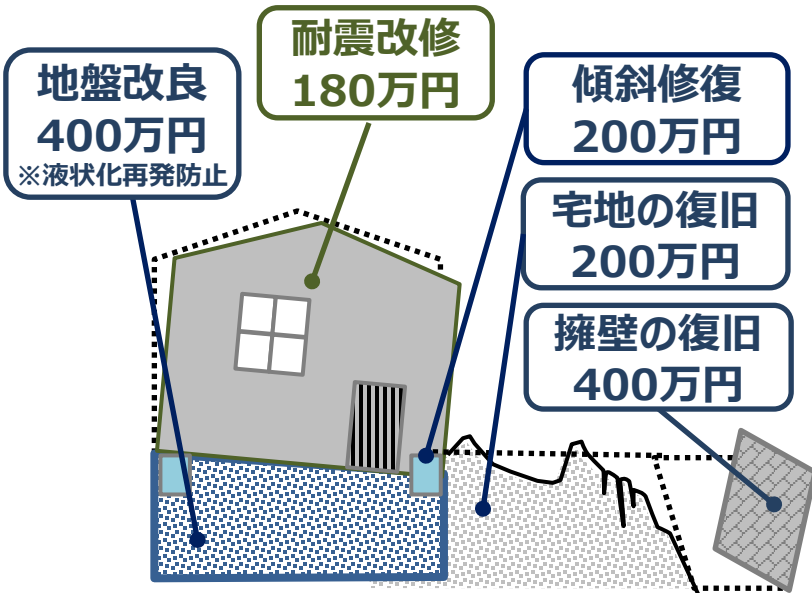 地盤改良
400万円
※液状化再発防止
耐震改修
180万円
傾斜修復
200万円
宅地の復旧
200万円
擁壁の復旧
400万円